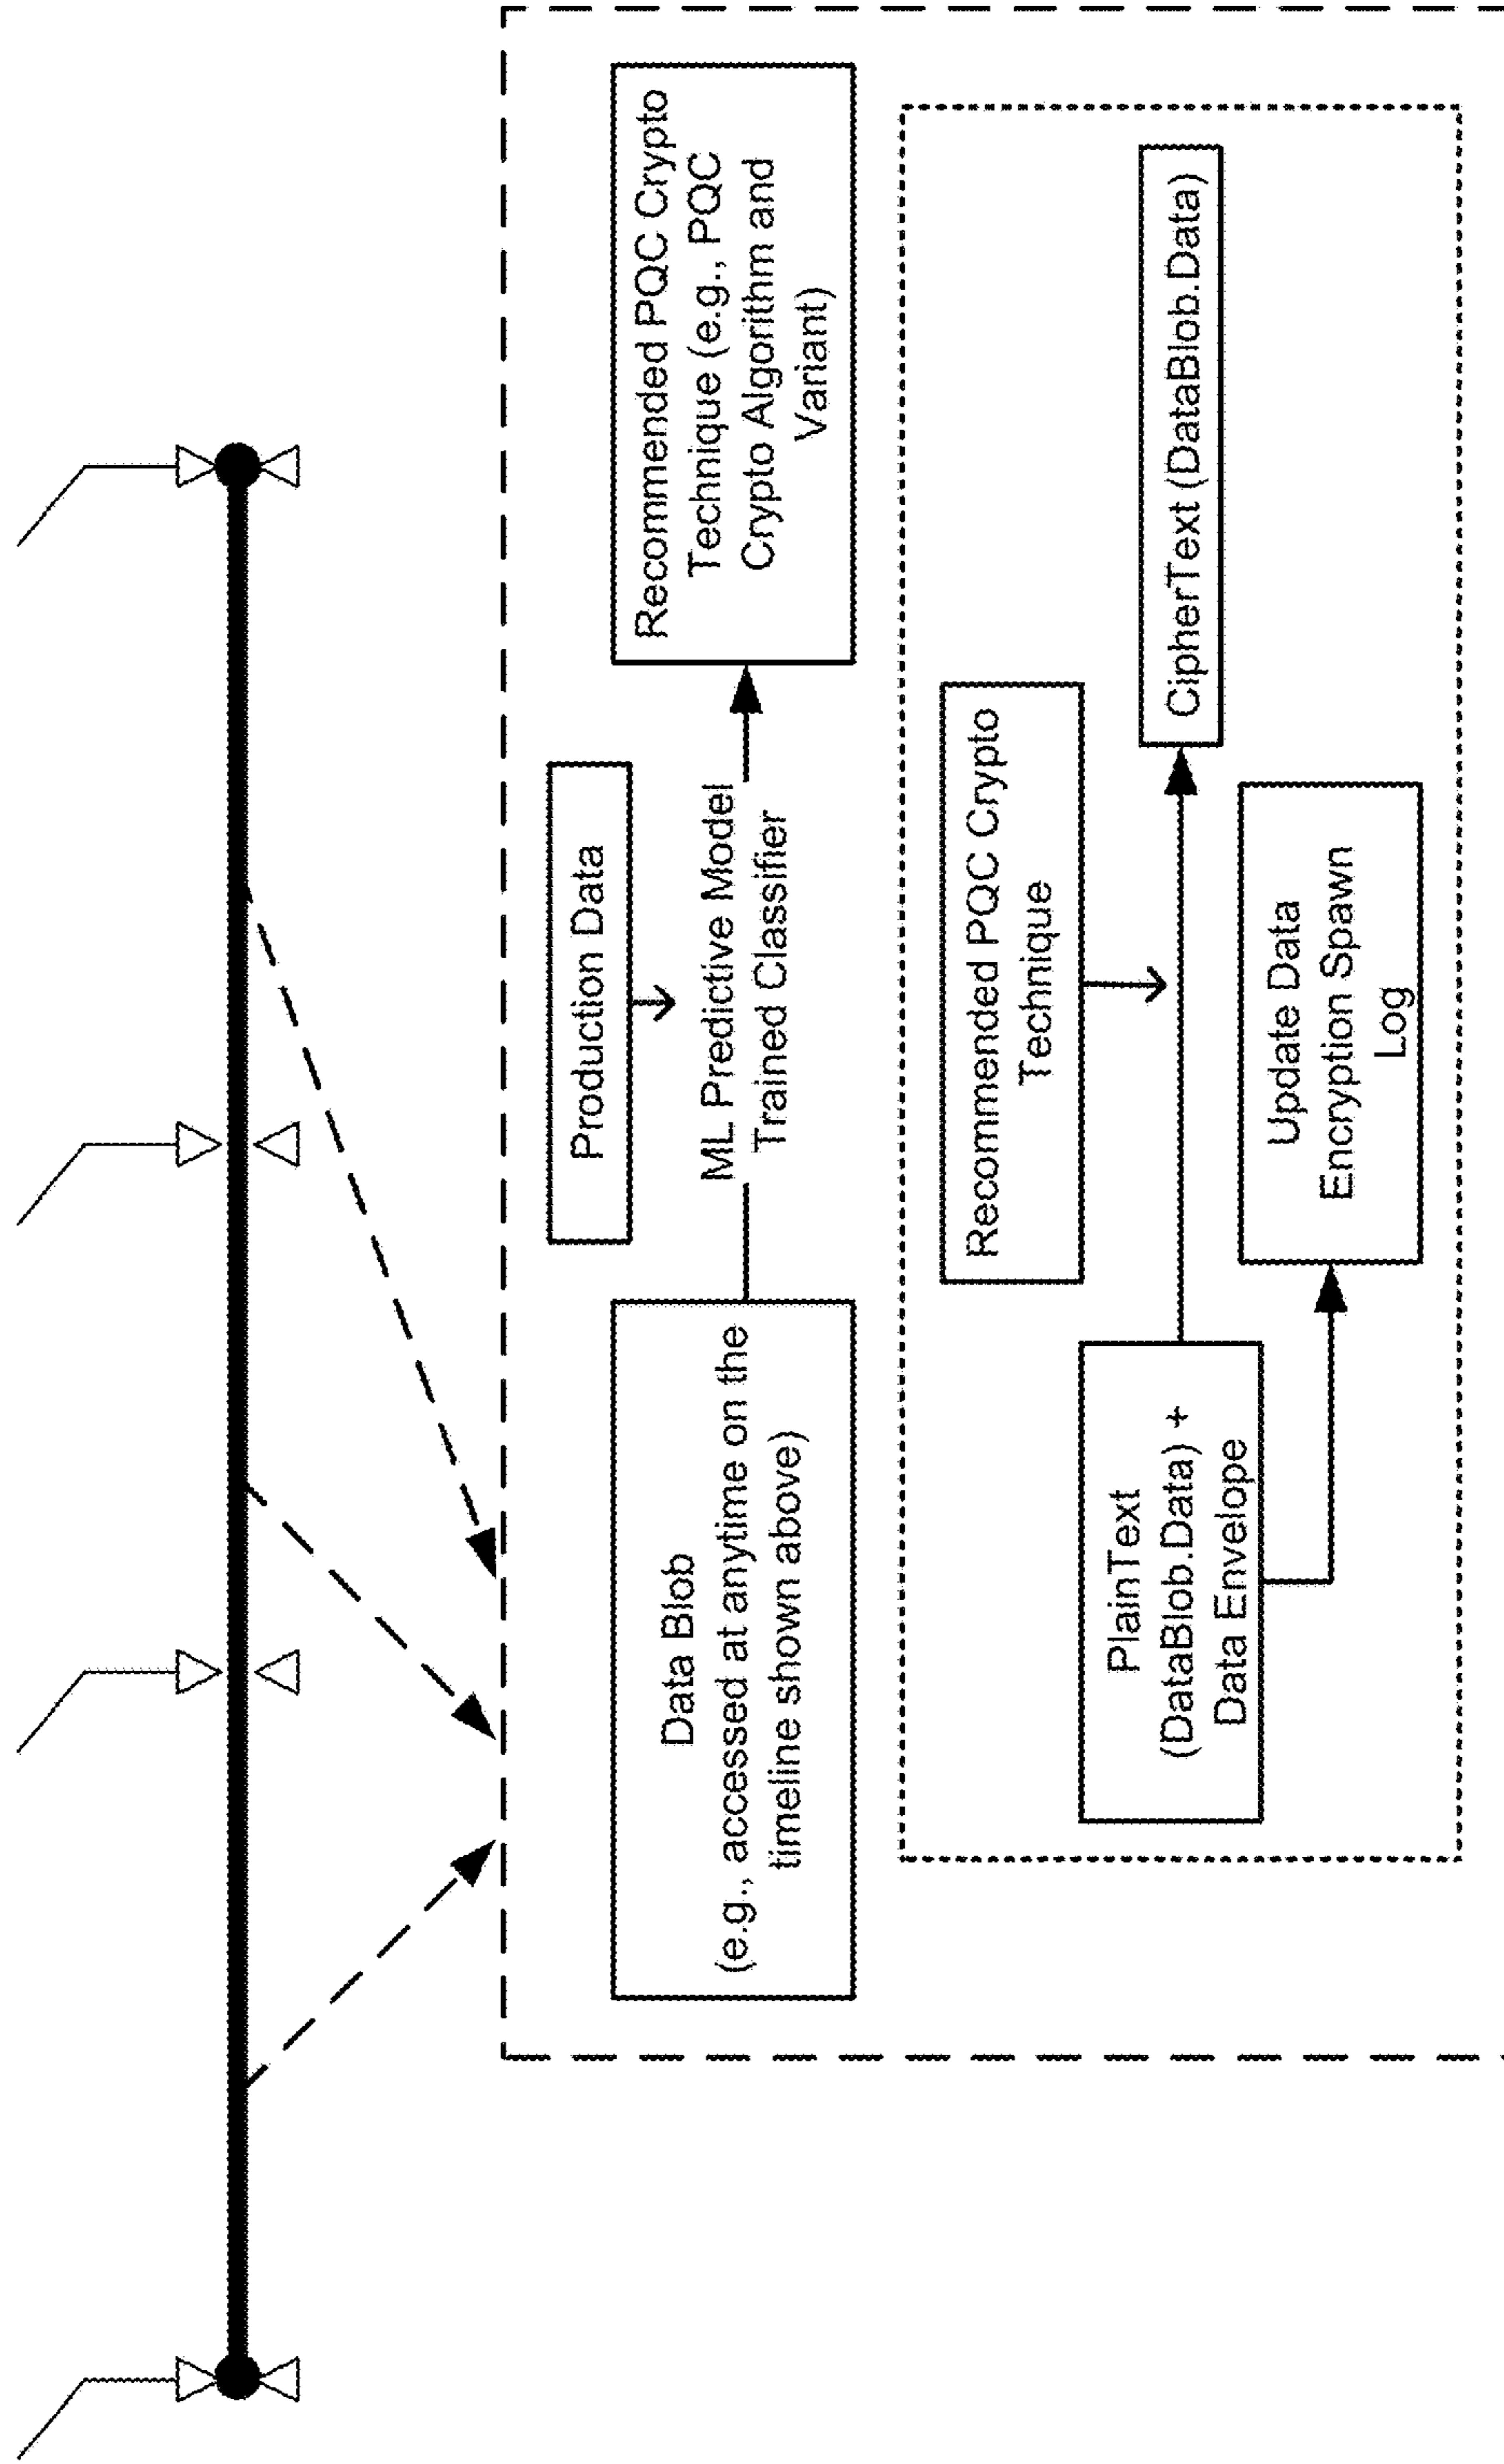 Production Data
Data Blob
(e.g., accessed at anytime on the
timeline shown above)
ML Predictive Model
Trained Classifier
Recommended PQC Crypto
Technique (e.g., PQC
Crypto Algorithm and
Variant)
Recommended PQC Crypto
Technique
PlainText
(DataBlob.Data) +
Data Envelope
CipherText (DataBlob.Data)
Update Data
Encryption Spawn
Log